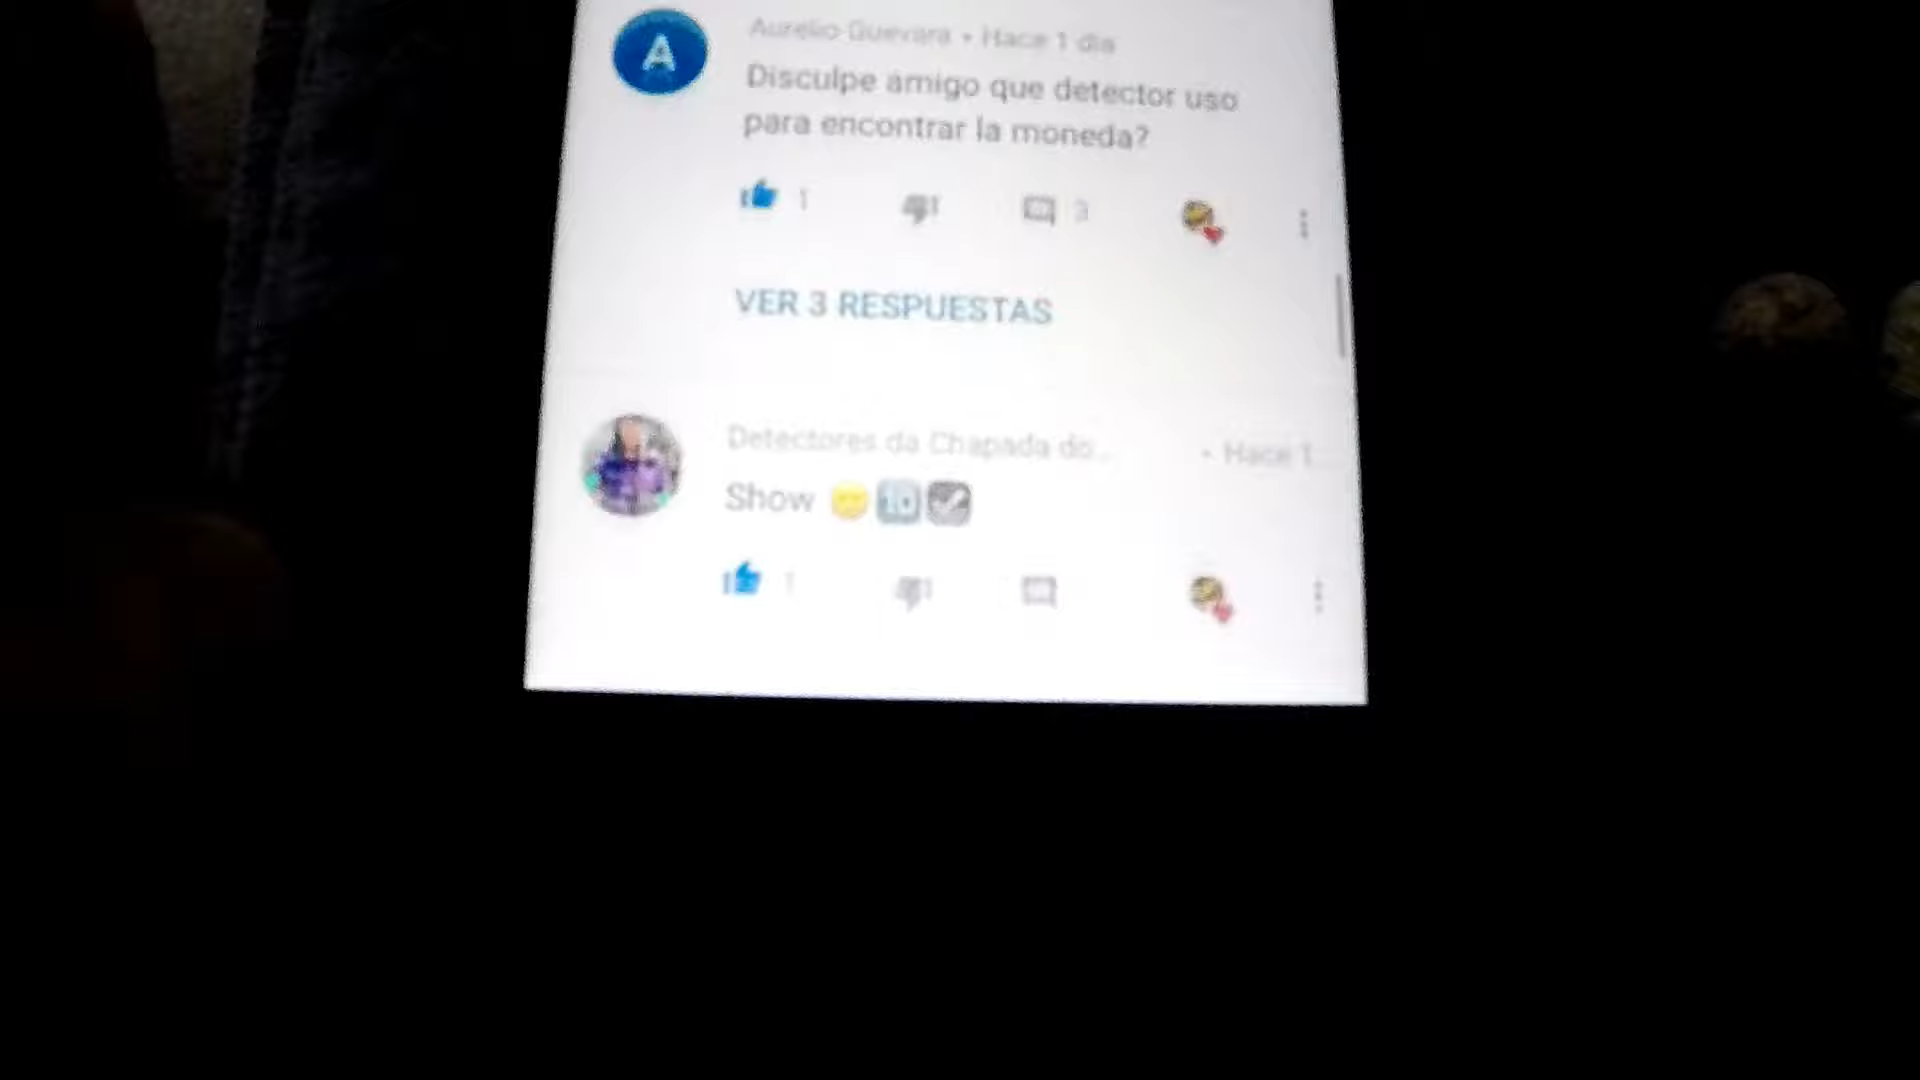 A
Aurelio Guevara • Hace 1 día
Disculpe amigo que detector uso
para encontrar la moneda?
1
3
VER 3 RESPUESTAS
Detectores da Chapada do... • Hace 1
Show 😁🔟✅
1